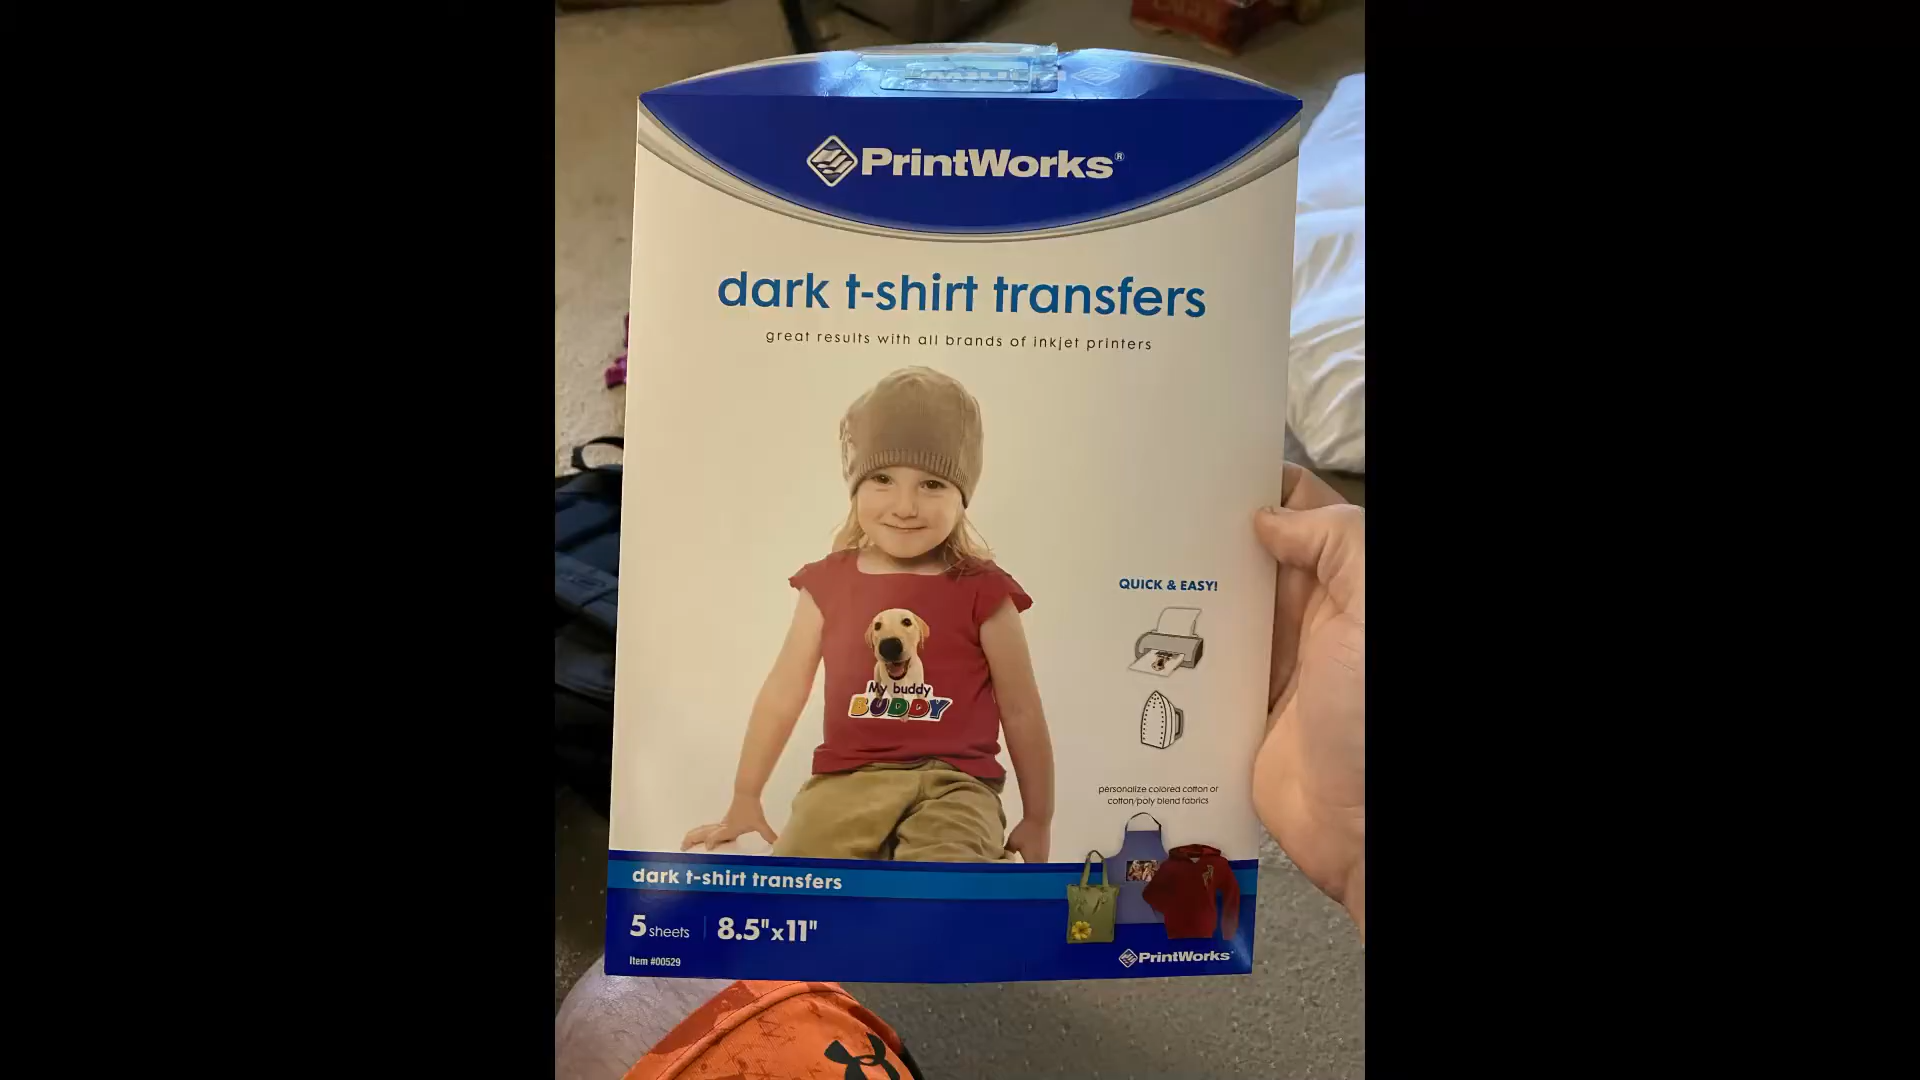 PrintWorks®
dark t-shirt transfers
great results with all brands of inkjet printers
My buddy
BUDDY
QUICK & EASY!
personalize colored cotton or
cotton/poly blend fabrics
dark t-shirt transfers
5 sheets | 8.5"x11"
Item #00529
PrintWorks